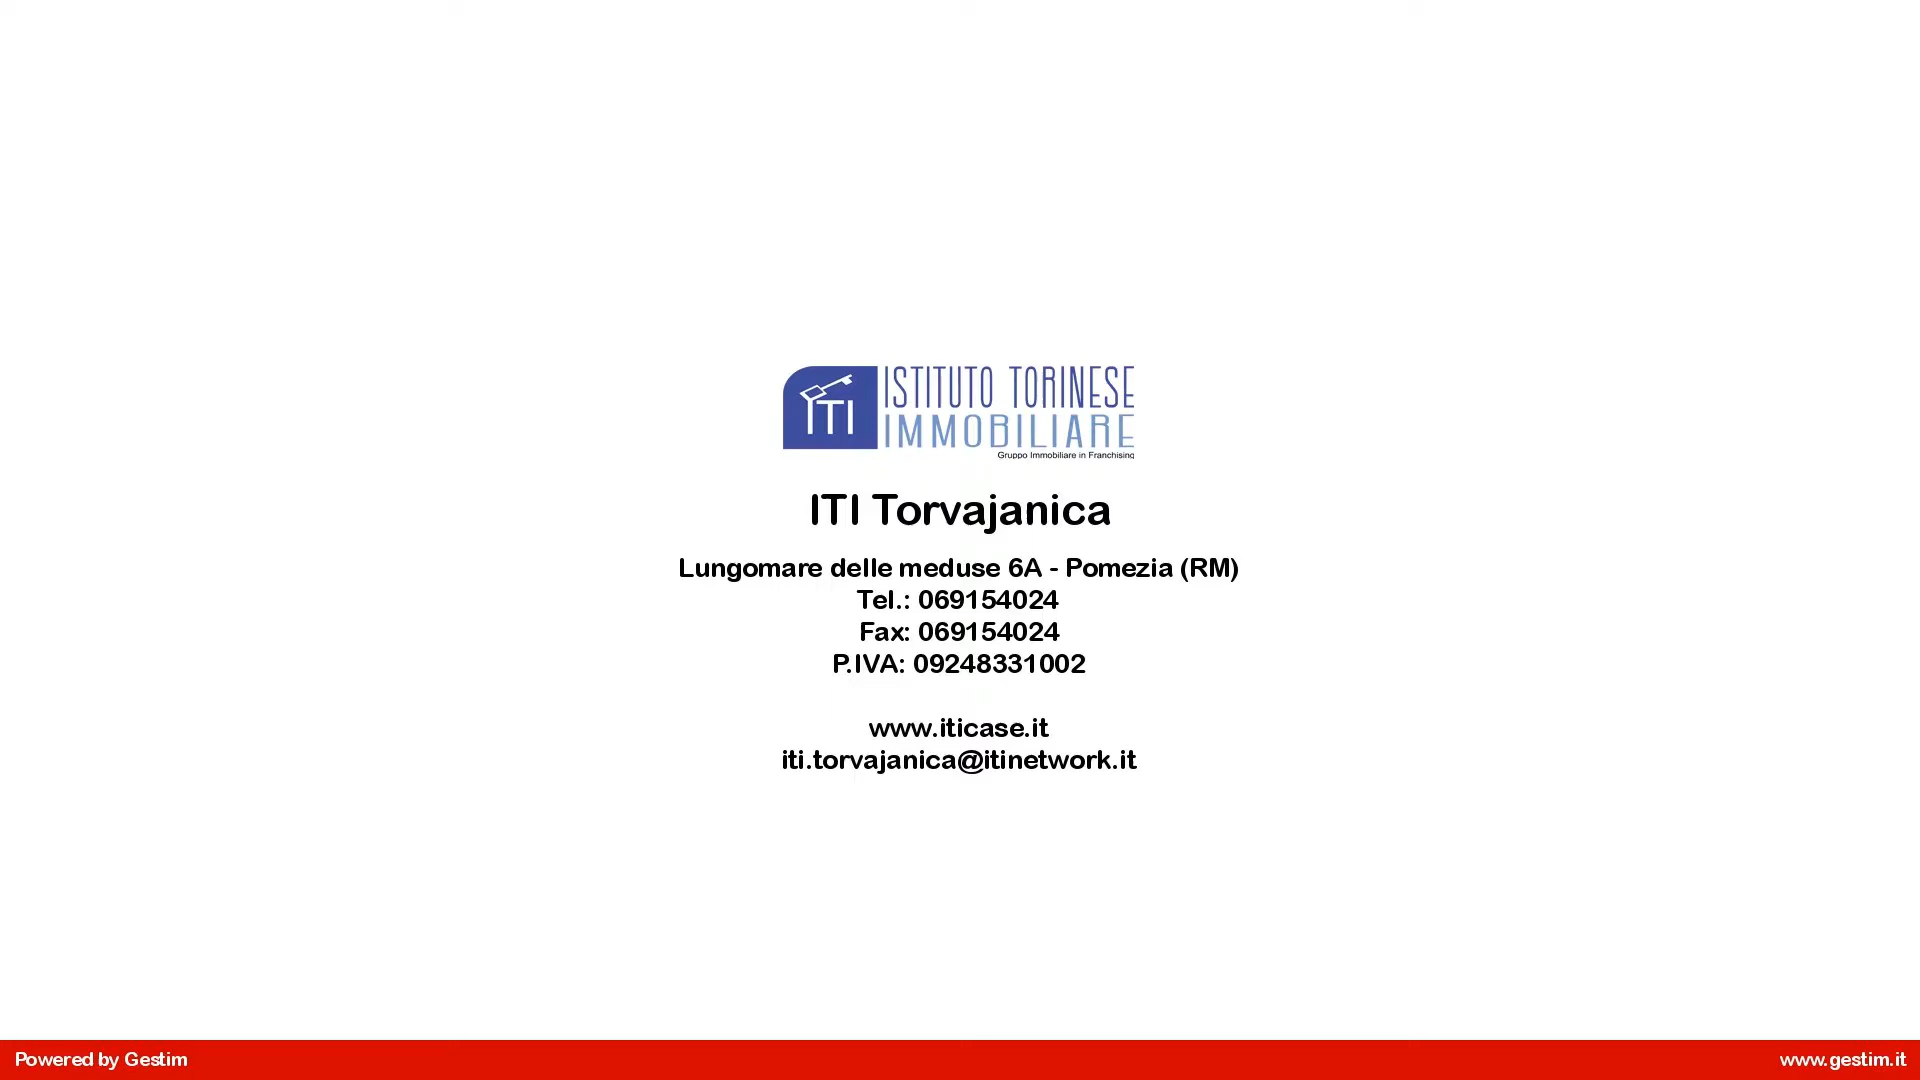 ITI
ISTITUTO TORINESE
IMMOBILIARE
Gruppo Immobiliare in Franchising
ITI Torvajanica
Lungomare delle meduse 6A - Pomezia (RM)
Tel.: 069154024
Fax: 069154024
P.IVA: 09248331002
www.iticase.it
iti.torvajanica@itinetwork.it
Powered by Gestim
www.gestim.it